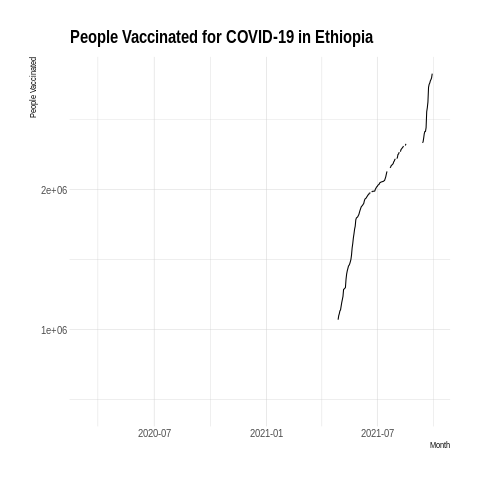 People Vaccinated for COVID-19 in Ethiopia
People Vaccinated
2e+06
1e+06
2020-07
2021-01
2021-07
Month